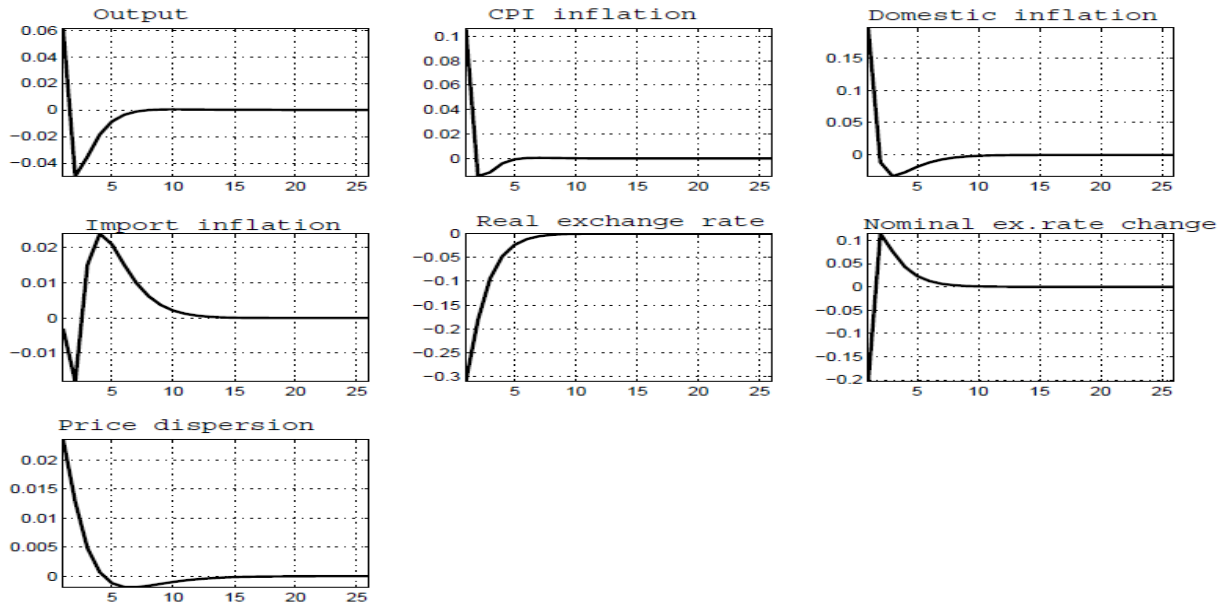 Output
0.06
0.04
0.02
0
−0.02
−0.04
5 10 15 20 25
CPI inflation
0.1
0.08
0.06
0.04
0.02
0
5 10 15 20 25
Domestic inflation
0.15
0.10
0.05
0
5 10 15 20 25
Import inflation
0.02
0.01
0
−0.01
5 10 15 20 25
Real exchange rate
0
−0.05
−0.1
−0.15
−0.2
−0.25
−0.3
5 10 15 20 25
Nominal ex.rate change
0.1
0.05
0
−0.05
−0.1
−0.15
−0.2
5 10 15 20 25
Price dispersion
0.02
0.015
0.01
0.005
0
5 10 15 20 25